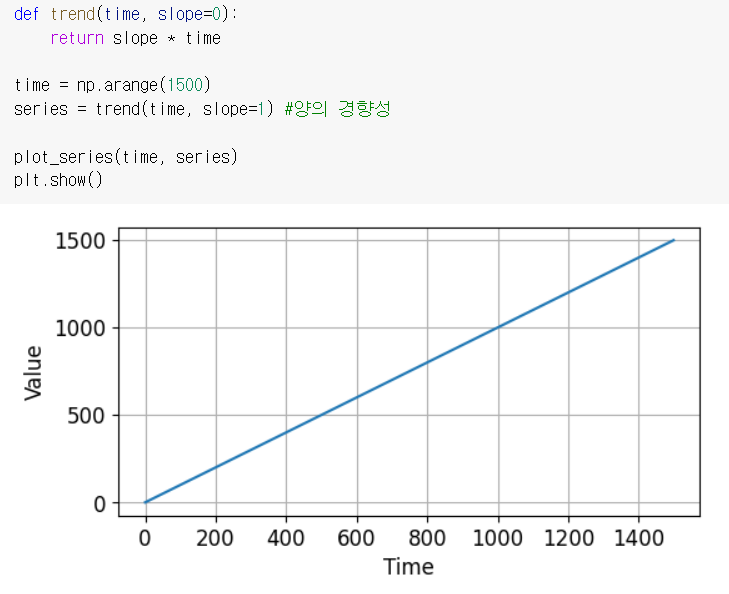 def trend(time, slope=0):
    return slope * time
time = np.arange(1500)
series = trend(time, slope=1) #양의 경향성
plot_series(time, series)
plt.show()
1500
1000
500
0
Value
0 200 400 600 800 1000 1200 1400
Time